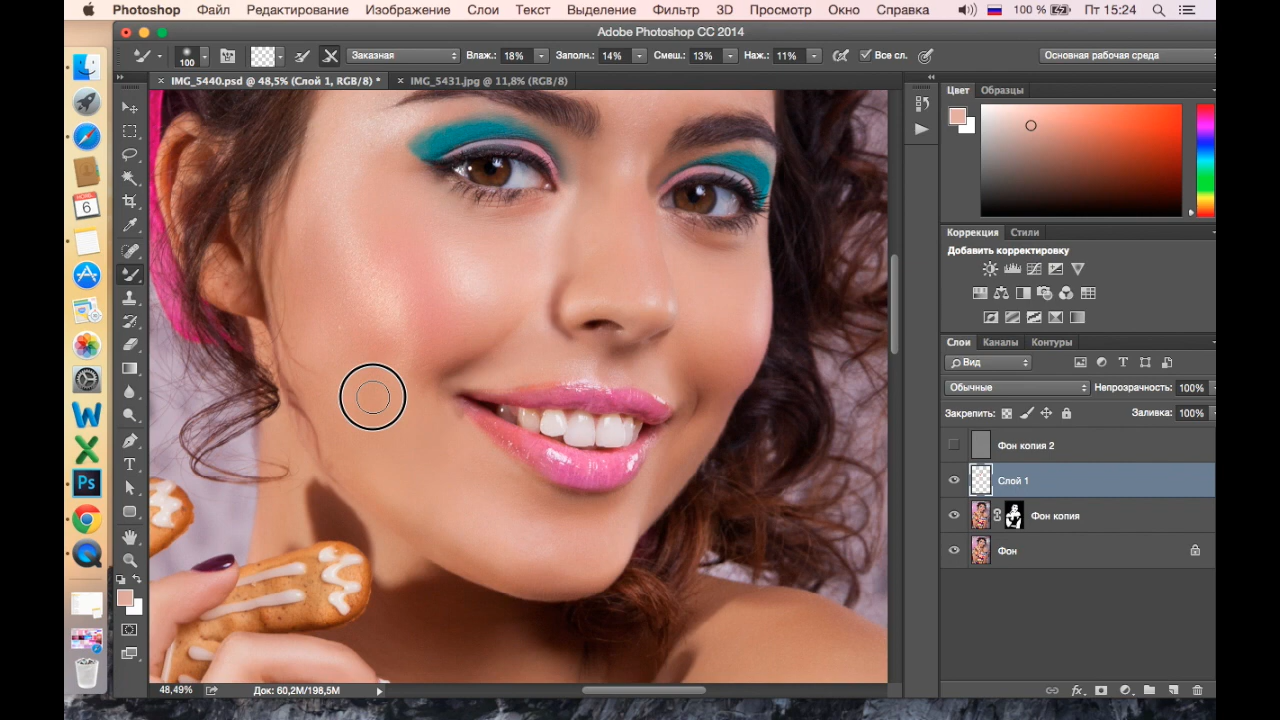 Photoshop Файл Редактирование Изображение Слои Текст Выделение Фильтр 3D Просмотр Окно Справка 100 % Пт 15:24
Adobe Photoshop CC 2014
100 Заказная Влаж.: 18% Заполн.: 14% Смеш.: 13% Наж.: 11% Все сл. Основная рабочая среда
IMG_5440.psd @ 48,5% (Слой 1, RGB/8) * IMG_5431.jpg @ 11,8% (RGB/8)
Цвет Образцы
6
Коррекция Стили
Добавить корректировку
Слои Каналы Контуры
Вид
Обычные Непрозрачность: 100%
Закрепить: Заливка: 100%
Фон копия 2
Слой 1
Фон копия
Фон
W
X
Ps
T
48,49% Док: 60,2M/198,5M
fx